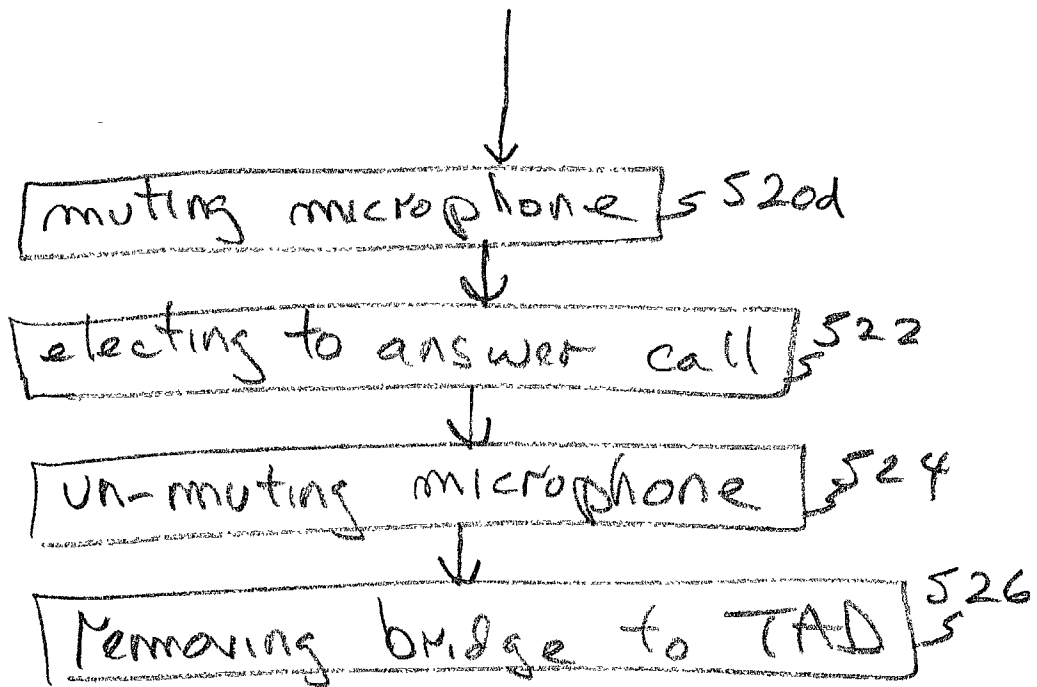 muting microphone 520d
electing to answer call 522
un-muting microphone 524
removing bridge to TAD 526